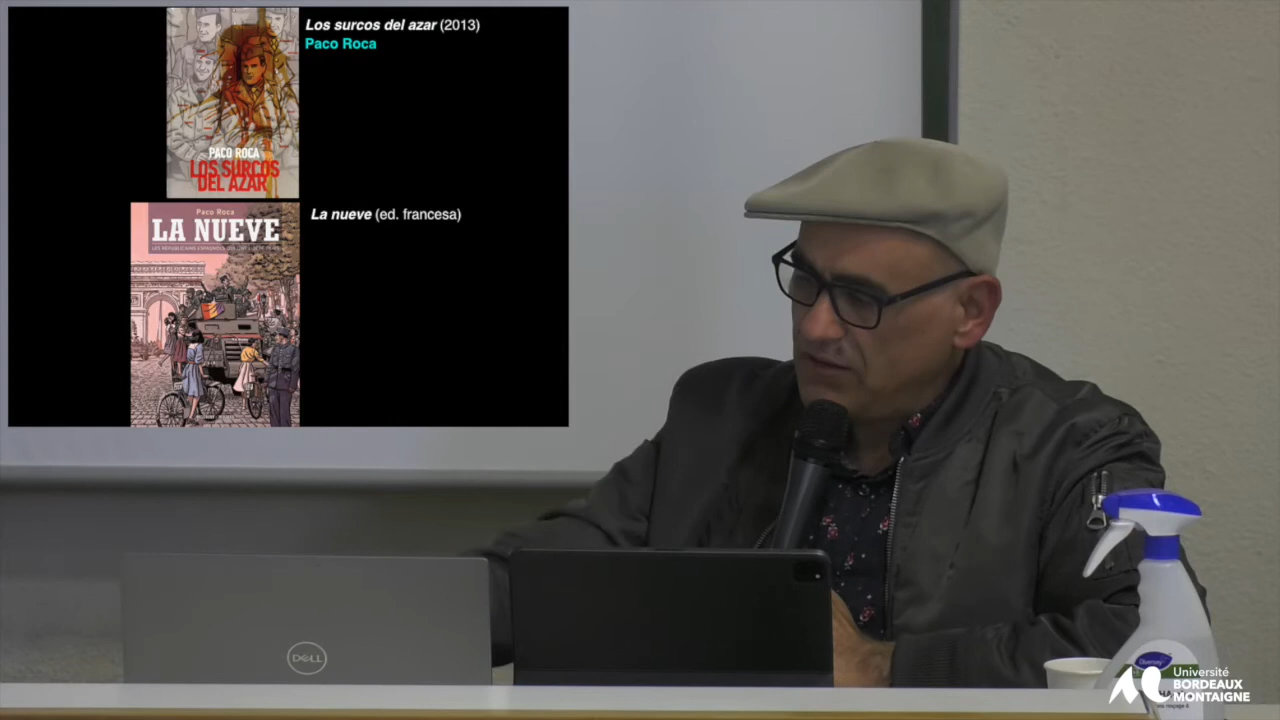 Los surcos del azar (2013)
Paco Roca
PACO ROCA
LOS SURCOS
DEL AZAR
La nueve (ed. francesa)
Paco Roca
LA NUEVE
DELL
Diversey
Université
BORDEAUX
MONTAIGNE